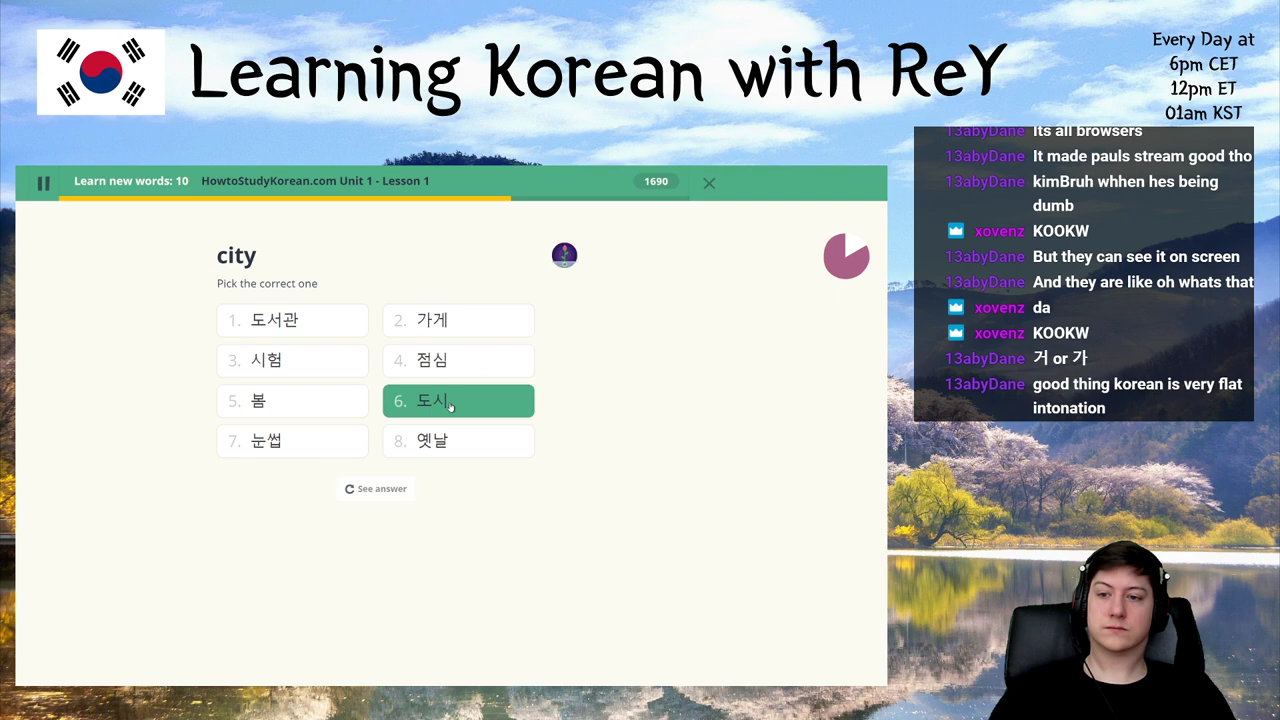 Learning Korean with ReY
Every Day at
6pm CET
12pm ET
01am KST
Learn new words: 10 HowtoStudyKorean.com Unit 1 - Lesson 1 1690
city
Pick the correct one
1. 도서관 2. 가게
3. 시험 4. 점심
5. 봄 6. 도시
7. 눈썹 8. 옛날
See answer
13abyDane Its all browsers
13abyDane It made pauls stream good tho
13abyDane kimBruh whhen hes being
dumb
xovenz KOOKW
13abyDane But they can see it on screen
13abyDane And they are like oh whats that
xovenz da
xovenz KOOKW
13abyDane 거 or 가
13abyDane good thing korean is very flat
intonation